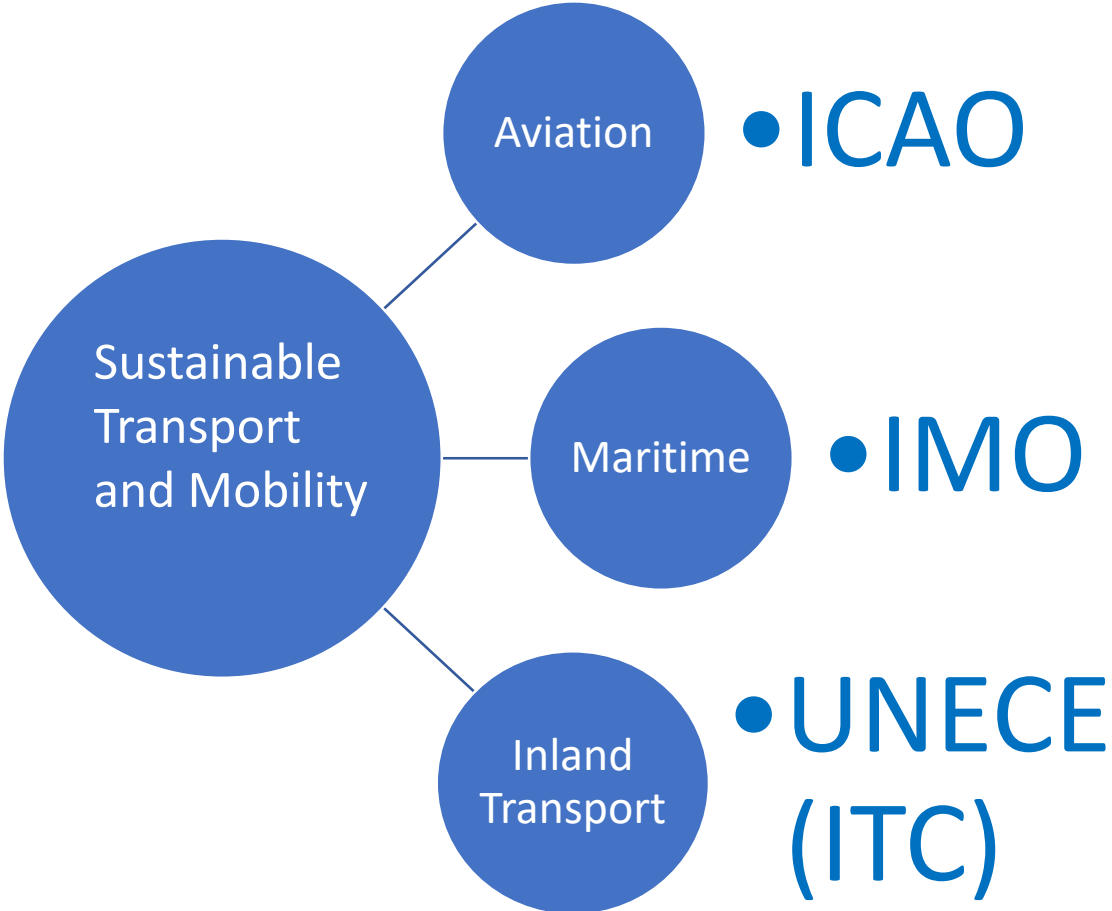 Sustainable
Transport
and Mobility
Aviation
•ICAO
Maritime
•IMO
Inland
Transport
•UNECE
(ITC)